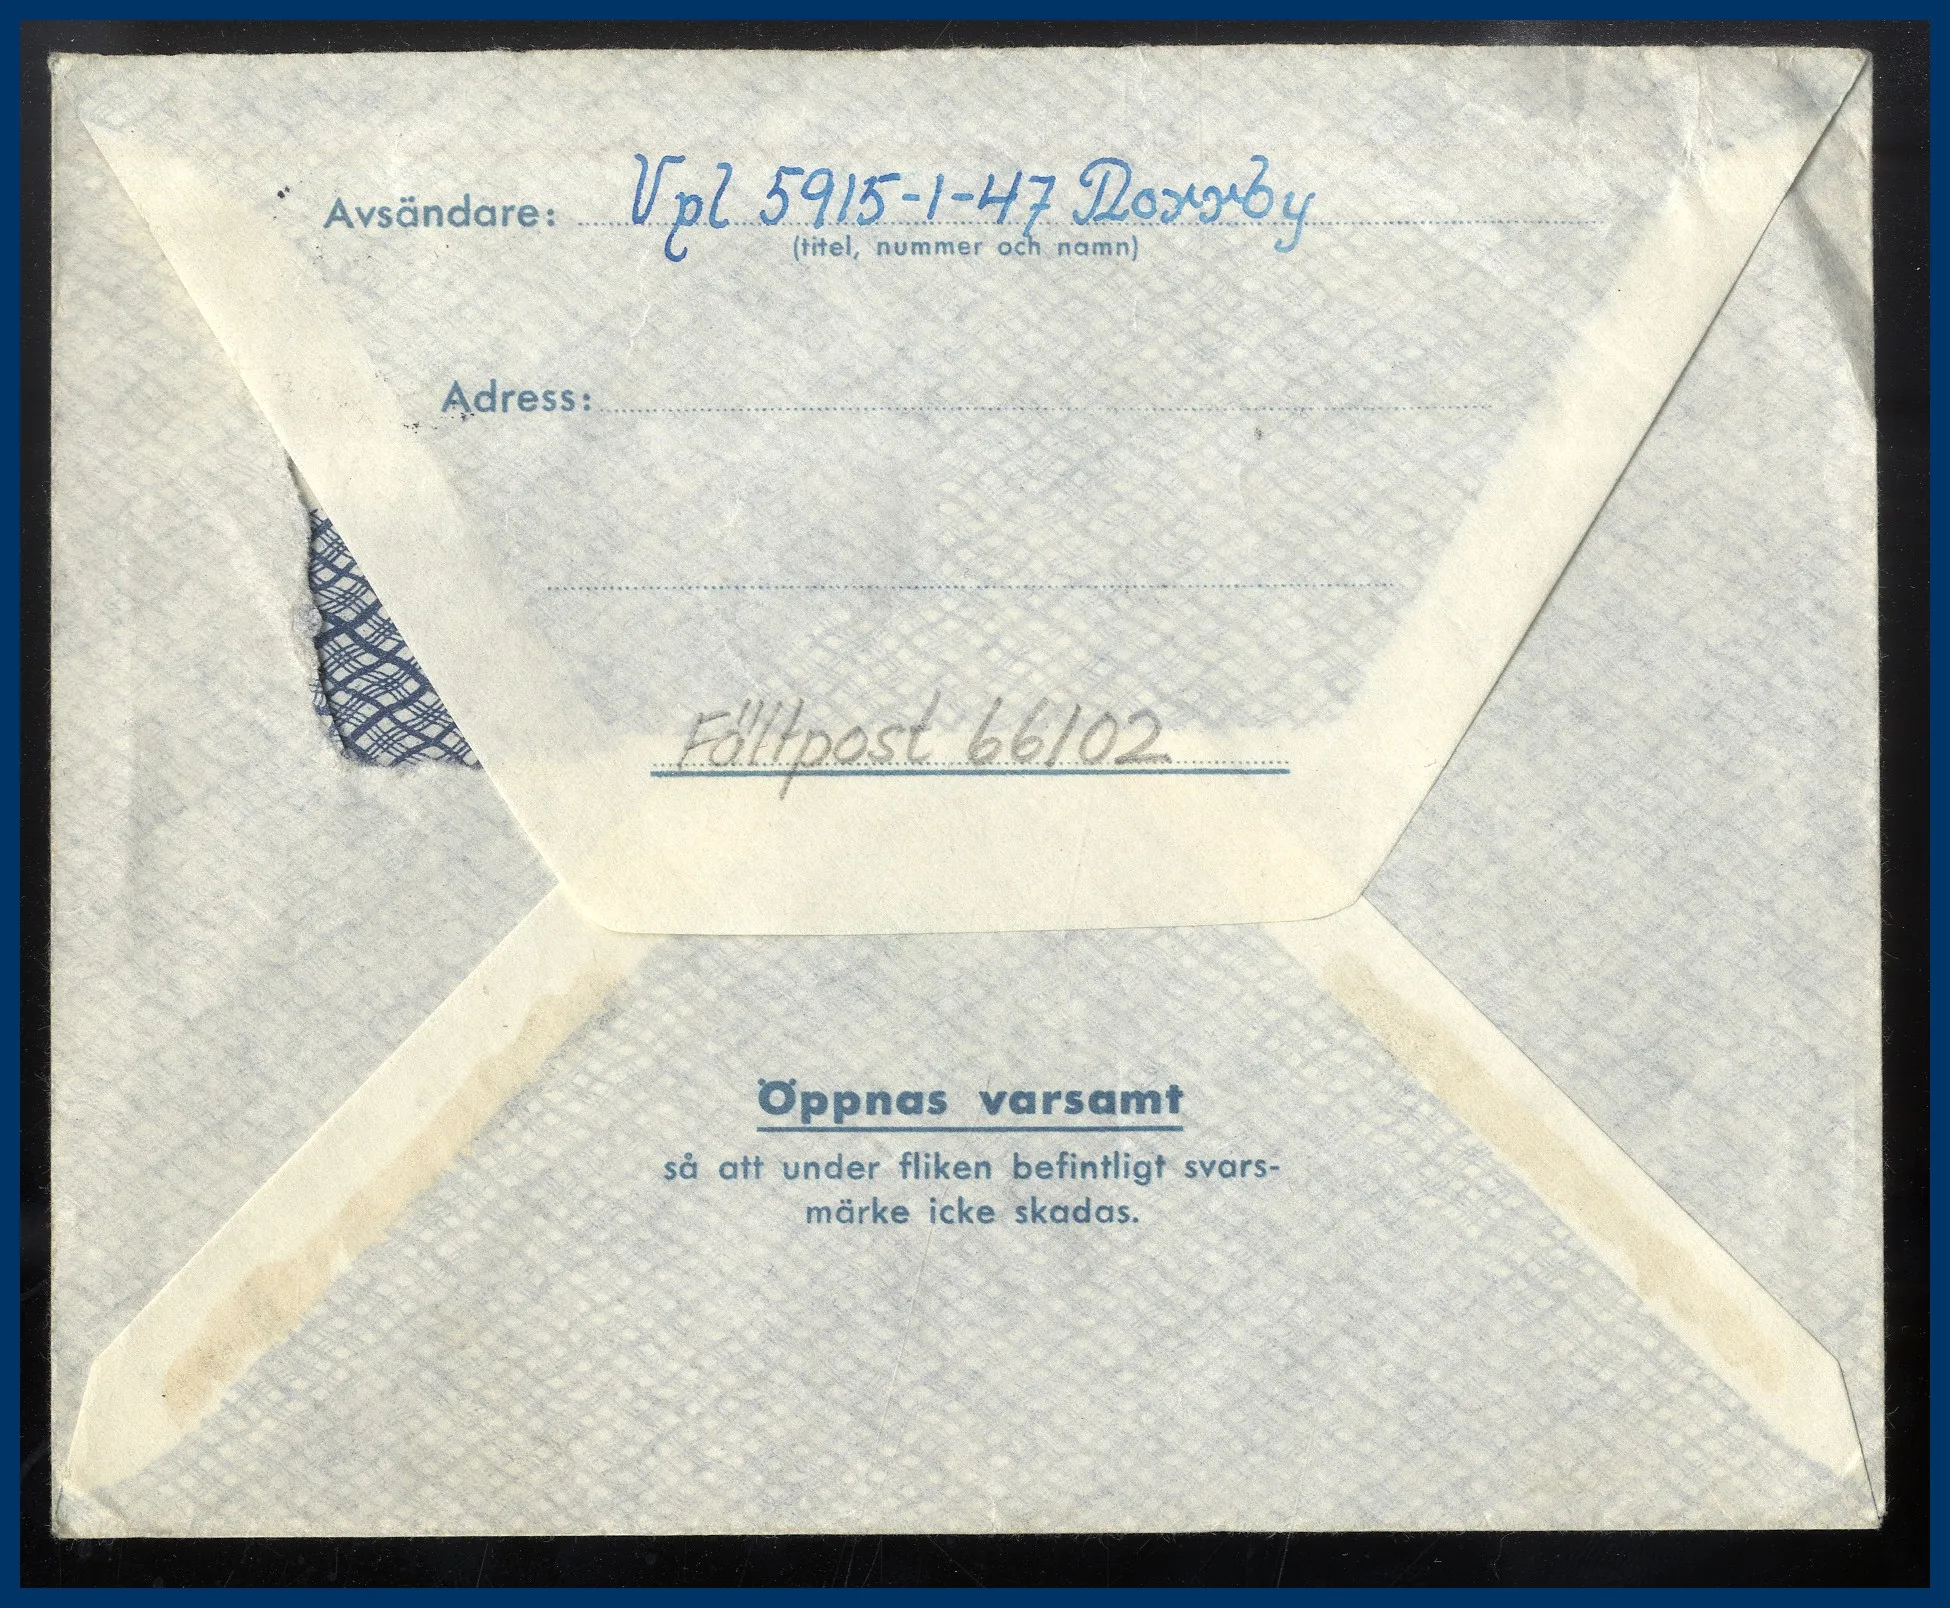 Avsändare: Vpl 5915-1-47 Roxxby
(titel, nummer och namn)
Adress:
Fältpost 66102
Öppnas varsamt
så att under fliken befintligt svars-
märke icke skadas.